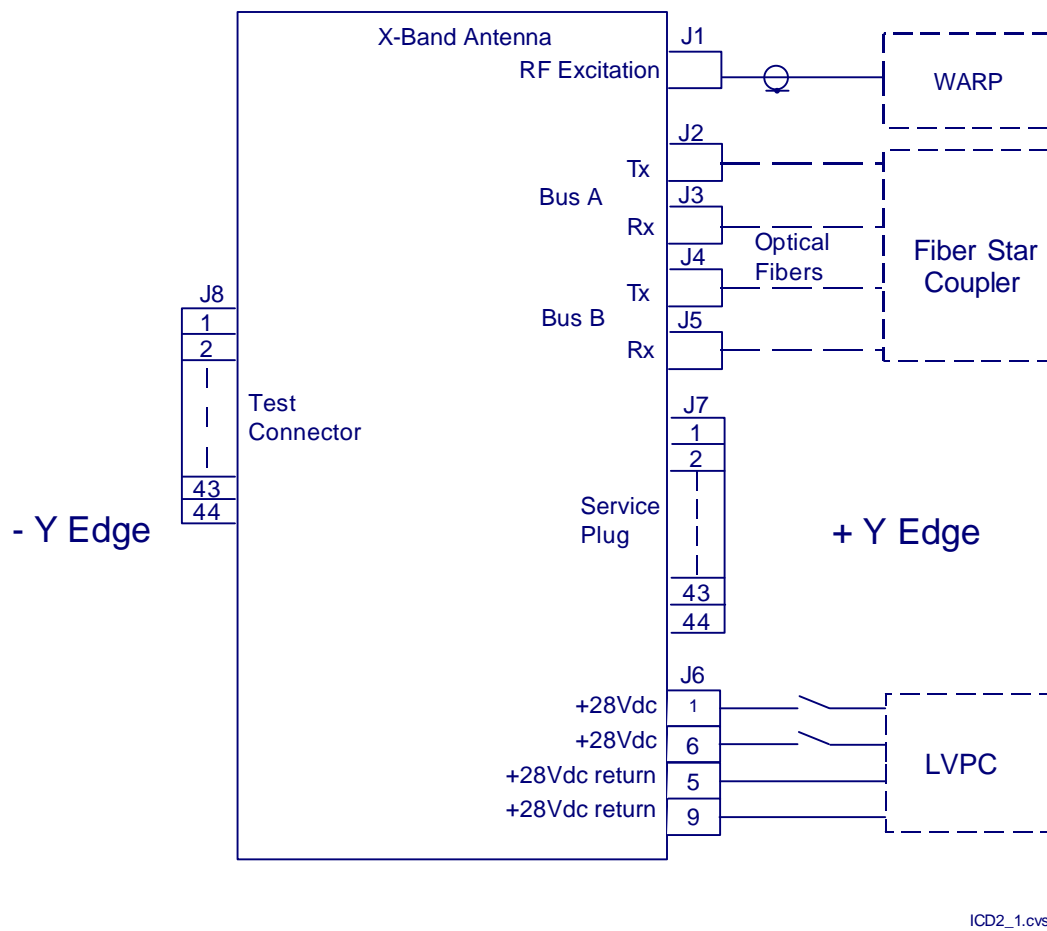 X-Band Antenna
J1
RF Excitation
WARP
J2
Tx
Bus A
J3
Rx
Optical
Fibers
Fiber Star
Coupler
J4
Tx
Bus B
J5
Rx
J8
1
2
43
44
Test
Connector
- Y Edge
J7
1
2
43
44
Service
Plug
+ Y Edge
J6
+28Vdc
1
+28Vdc
6
+28Vdc return
5
+28Vdc return
9
LVPC
ICD2_1.cvs